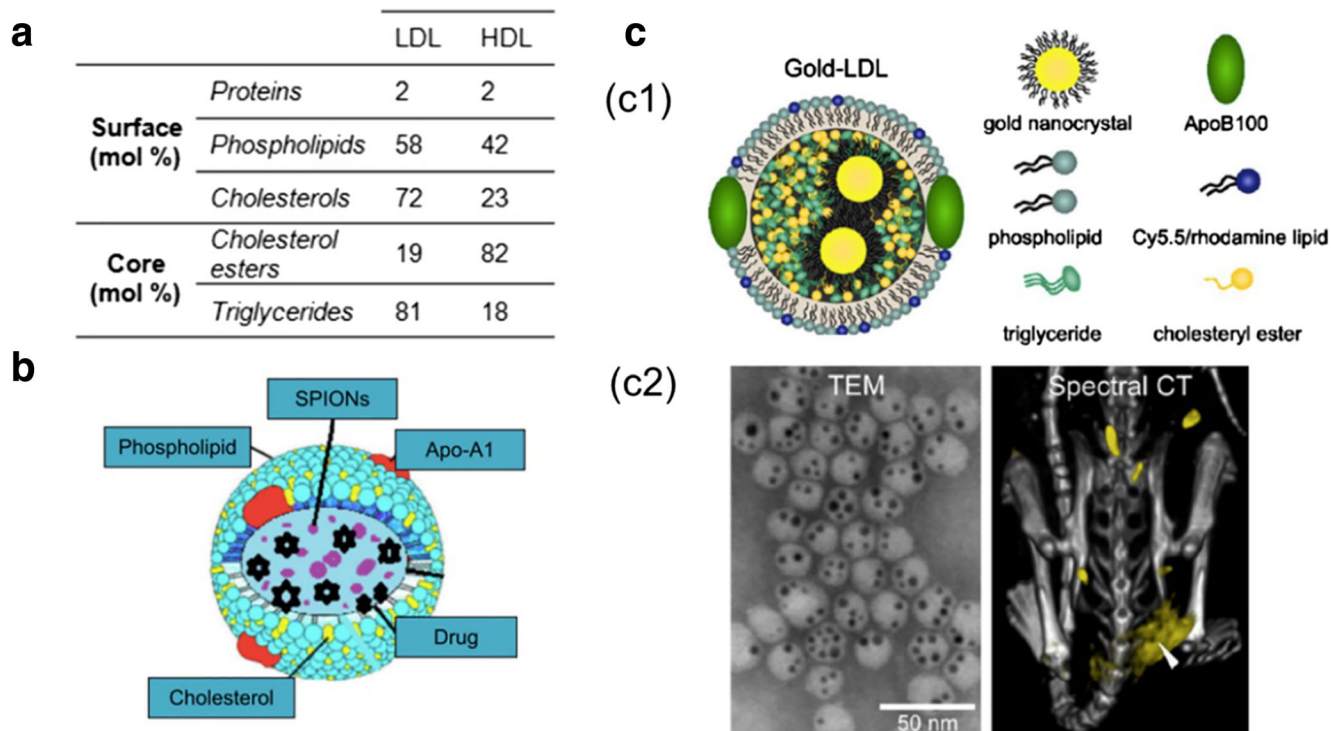 a
LDL HDL
Surface (mol %)
Proteins 2 2
Phospholipids 58 42
Cholesterols 72 23
Core (mol %)
Cholesterol esters 19 82
Triglycerides 81 18
b
SPIONs
Phospholipid
Apo-A1
Drug
Cholesterol
c
(c1)
Gold-LDL
gold nanocrystal
ApoB100
phospholipid
Cy5.5/rhodamine lipid
triglyceride
cholesteryl ester
(c2)
TEM
50 nm
Spectral CT